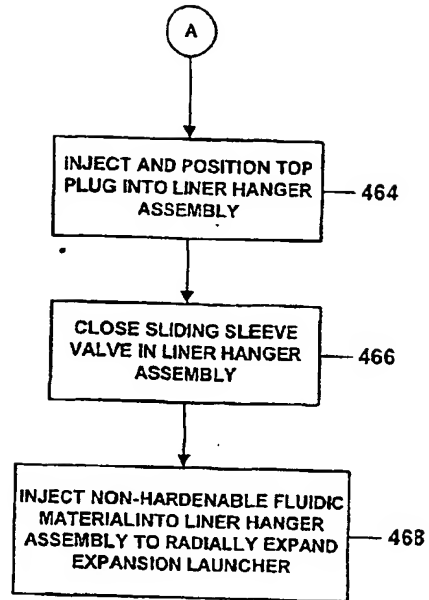 A
INJECT AND POSITION TOP
PLUG INTO LINER HANGER
ASSEMBLY
464
CLOSE SLIDING SLEEVE
VALVE IN LINER HANGER
ASSEMBLY
466
INJECT NON-HARDENABLE FLUIDIC
MATERIALINTO LINER HANGER
ASSEMBLY TO RADIALLY EXPAND
EXPANSION LAUNCHER
468